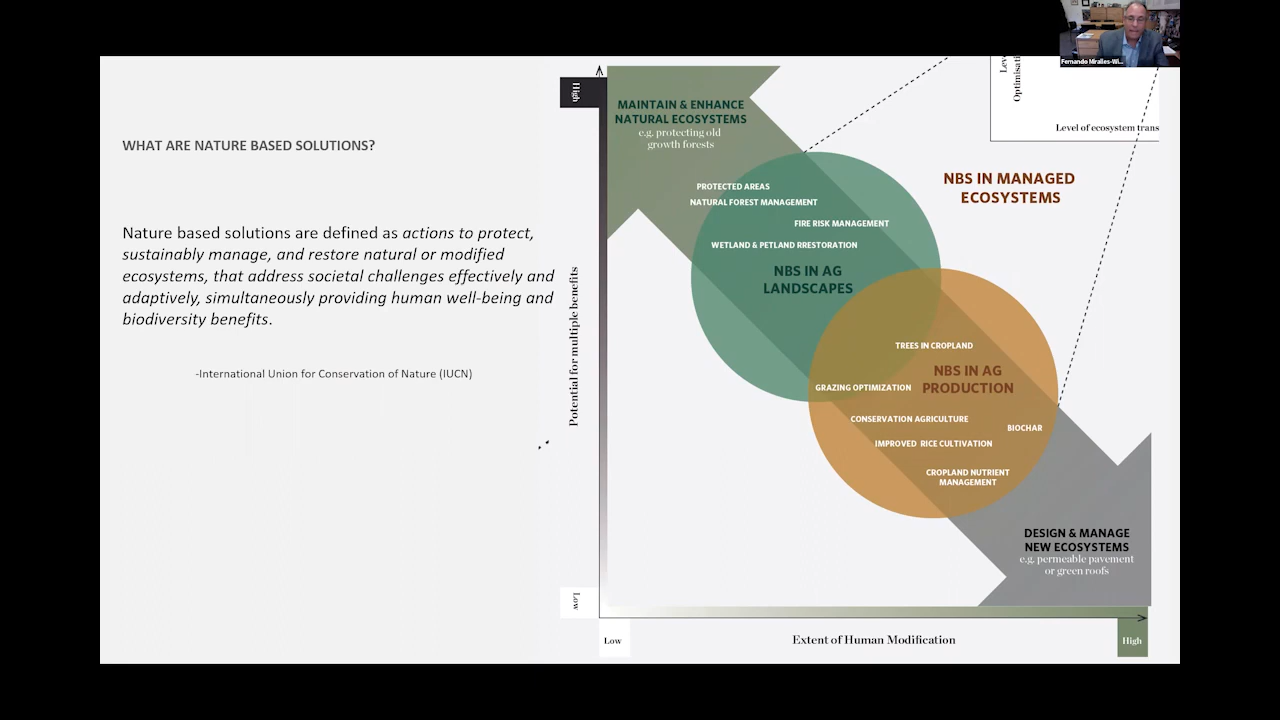 Fernando Miralles-Wi...
WHAT ARE NATURE BASED SOLUTIONS?
Nature based solutions are defined as actions to protect,
sustainably manage, and restore natural or modified
ecosystems, that address societal challenges effectively and
adaptively, simultaneously providing human well-being and
biodiversity benefits.
-International Union for Conservation of Nature (IUCN)
High
Potential for multiple benefits
Low
MAINTAIN & ENHANCE
NATURAL ECOSYSTEMS
e.g. protecting old
growth forests
PROTECTED AREAS
NATURAL FOREST MANAGEMENT
FIRE RISK MANAGEMENT
WETLAND & PETLAND RRESTORATION
NBS IN AG
LANDSCAPES
Level of ecosystem trans
NBS IN MANAGED
ECOSYSTEMS
TREES IN CROPLAND
NBS IN AG
PRODUCTION
GRAZING OPTIMIZATION
CONSERVATION AGRICULTURE
BIOCHAR
IMPROVED RICE CULTIVATION
CROPLAND NUTRIENT
MANAGEMENT
DESIGN & MANAGE
NEW ECOSYSTEMS
e.g. permeable pavement
or green roofs
Low
Extent of Human Modification
High